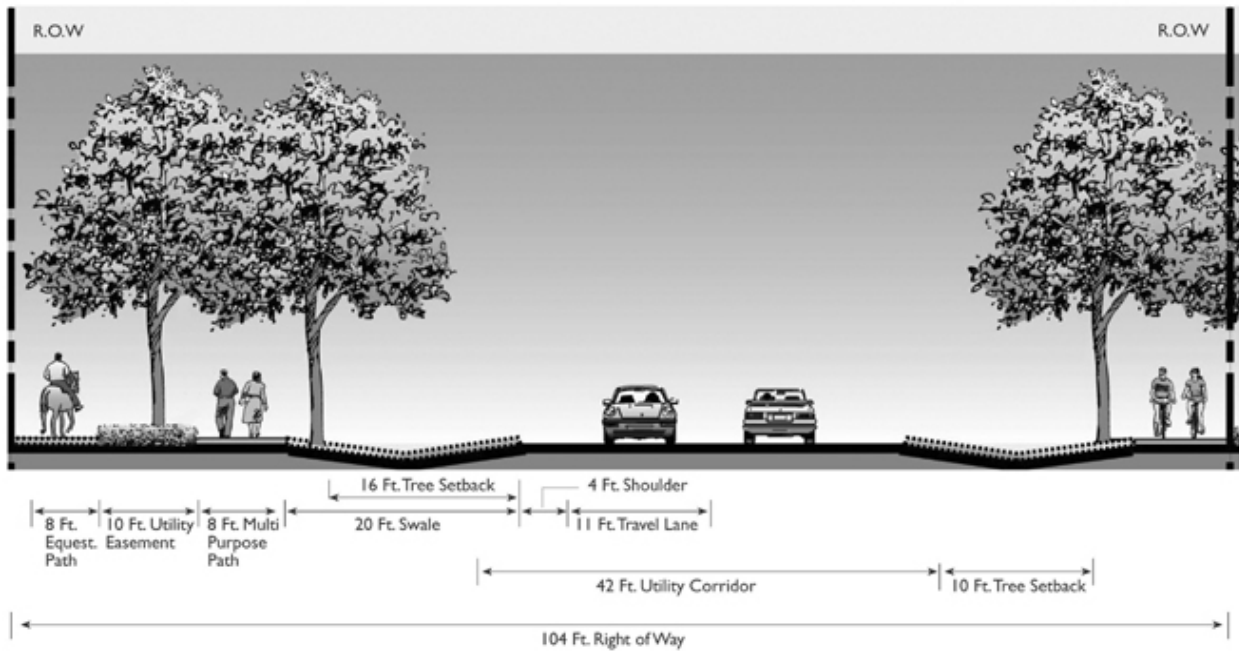 R.O.W
R.O.W
16 Ft. Tree Setback
4 Ft. Shoulder
8 Ft.
Equest.
Path
10 Ft. Utility
Easement
8 Ft. Multi
Purpose
Path
20 Ft. Swale
11 Ft. Travel Lane
42 Ft. Utility Corridor
10 Ft. Tree Setback
104 Ft. Right of Way